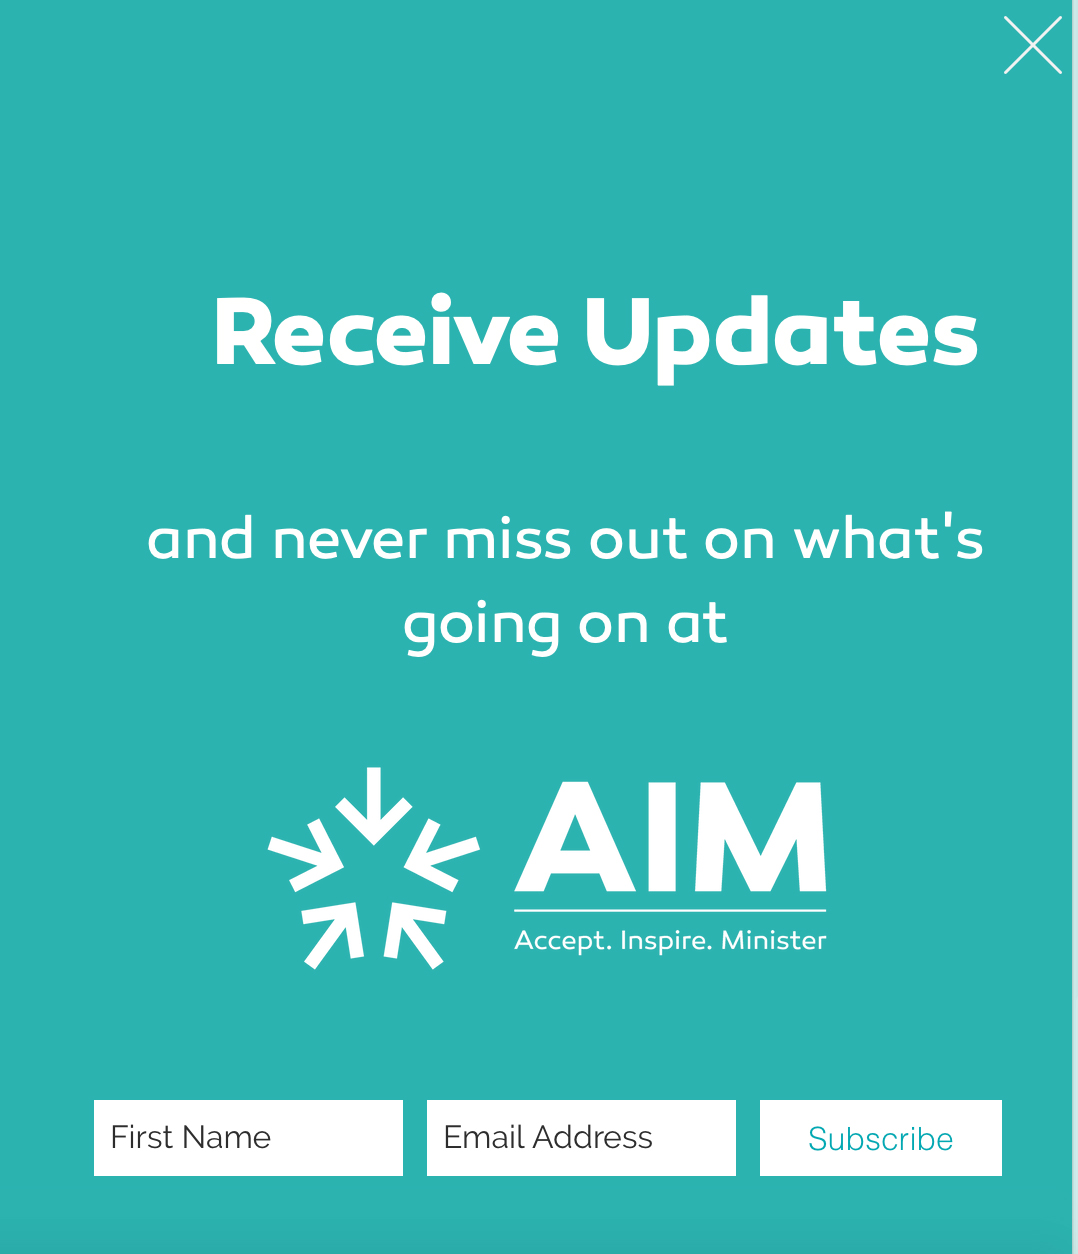 Receive Updates
and never miss out on what's
going on at
AIM
Accept. Inspire. Minister
First Name
Email Address
Subscribe